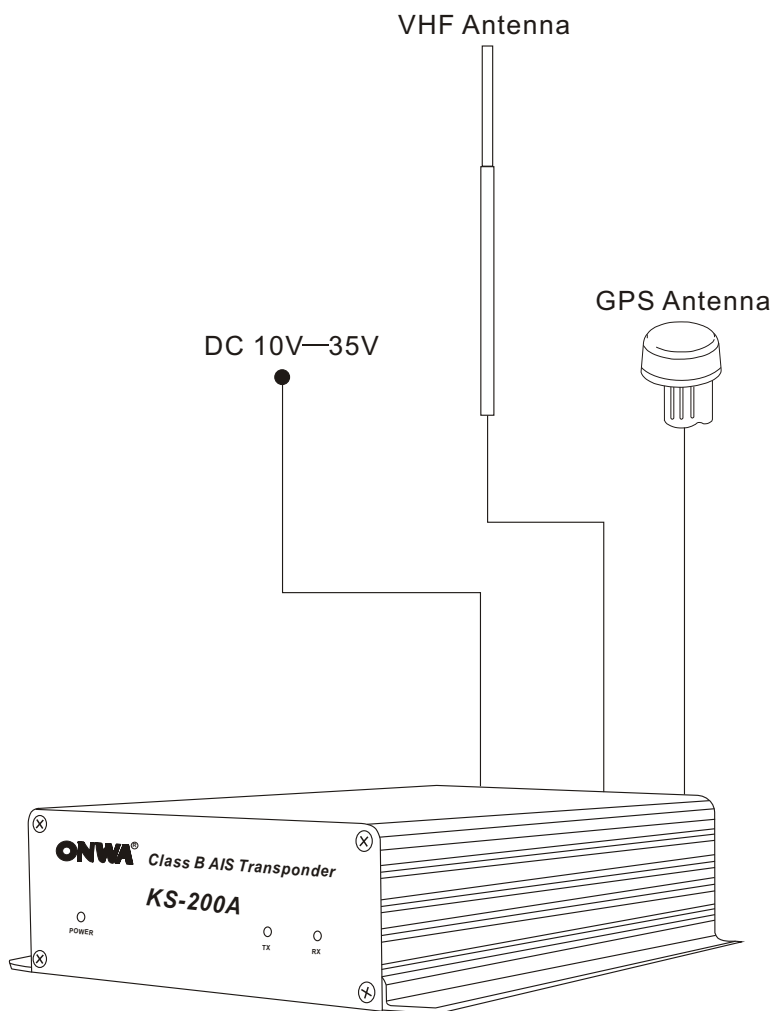 VHF Antenna
GPS Antenna
DC 10V—35V
ONWA® Class B AIS Transponder
KS-200A
POWER
TX
RX